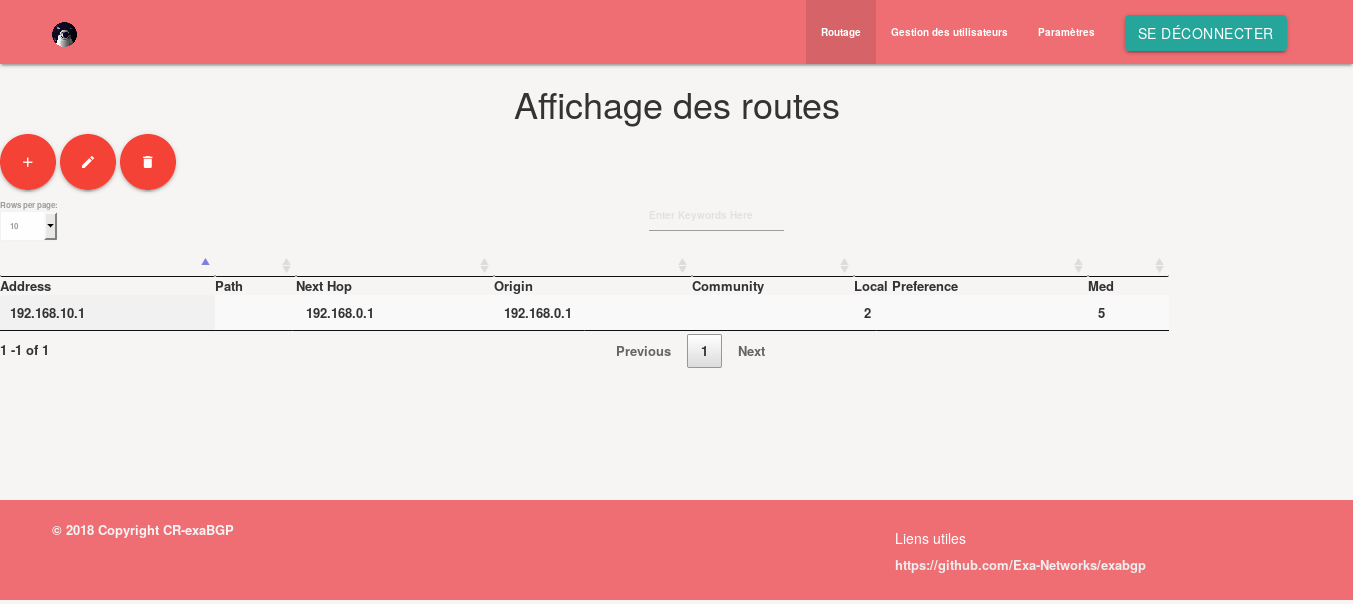 Routage Gestion des utilisateurs Paramètres SE DÉCONNECTER
Affichage des routes
Rows per page:
10
Enter Keywords Here
Address Path Next Hop Origin Community Local Preference Med
192.168.10.1 192.168.0.1 192.168.0.1 2 5
1 -1 of 1 Previous 1 Next
© 2018 Copyright CR-exaBGP
Liens utiles
https://github.com/Exa-Networks/exabgp